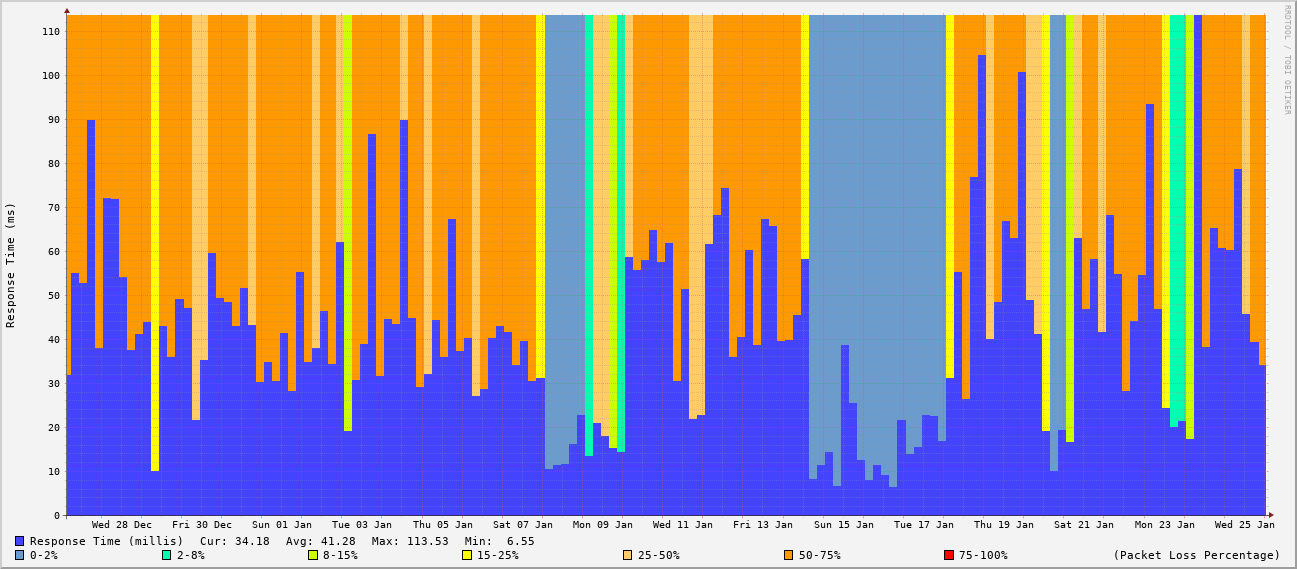 RRDTOOL / TOBI OETIKER
Response Time (ms)
110
100
90
80
70
60
50
40
30
20
10
0
Wed 28 Dec Fri 30 Dec Sun 01 Jan Tue 03 Jan Thu 05 Jan Sat 07 Jan Mon 09 Jan Wed 11 Jan Fri 13 Jan Sun 15 Jan Tue 17 Jan Thu 19 Jan Sat 21 Jan Mon 23 Jan Wed 25 Jan
Response Time (millis) Cur: 34.18 Avg: 41.28 Max: 113.53 Min: 6.55
0-2% 2-8% 8-15% 15-25% 25-50% 50-75% 75-100% (Packet Loss Percentage)